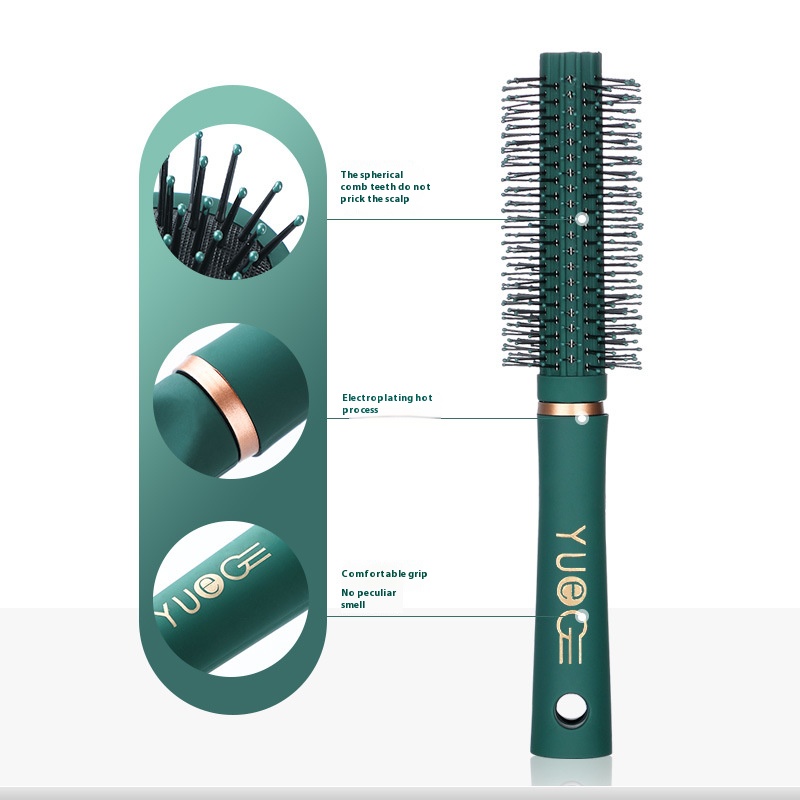 The spherical
comb teeth do not
prick the scalp
Electroplating hot
process
Comfortable grip
No peculiar
smell
YUeGE
YUeGE